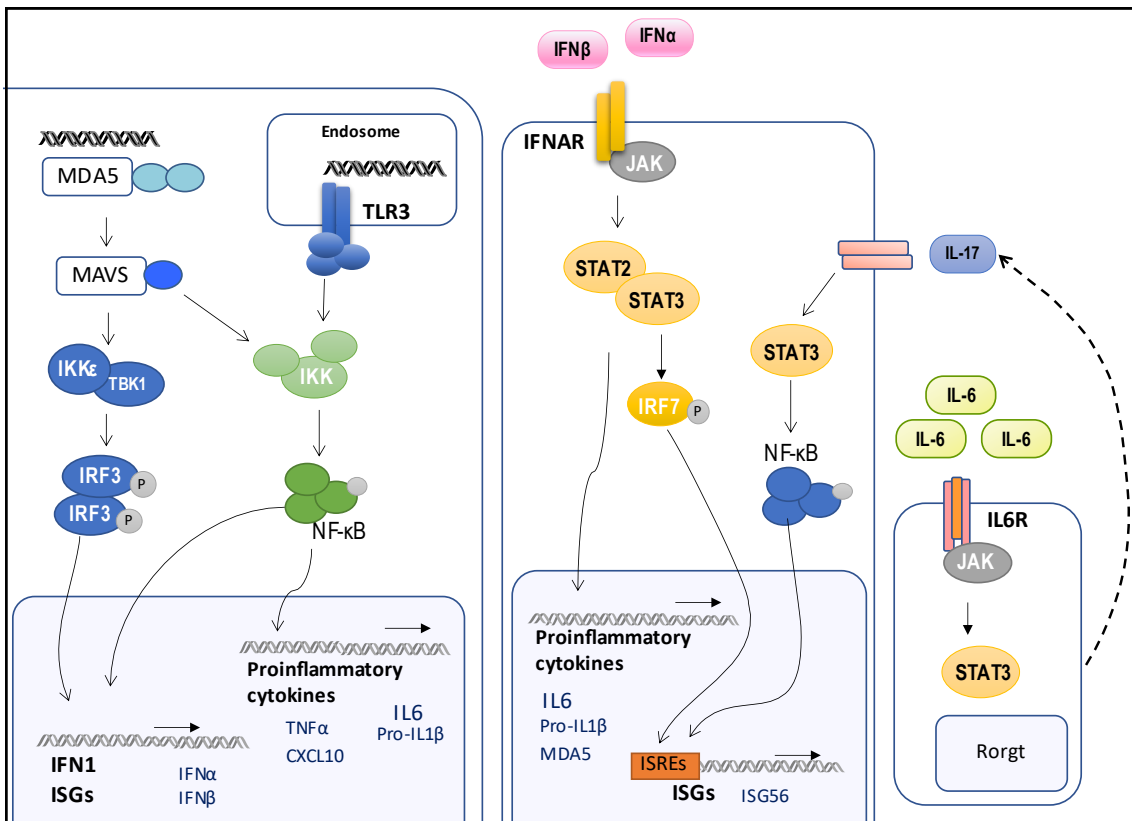 Endosome
MDA5
TLR3
MAVS
IKKε
TBK1
IKK
IRF3
P
IRF3
P
NF-κB
Proinflammatory
cytokines
TNFα
CXCL10
IL6
Pro-IL1β
IFN1
ISGs
IFNα
IFNβ
IFNβ
IFNα
IFNAR
JAK
STAT2
STAT3
IRF7
P
IL-17
STAT3
NF-κB
Proinflammatory
cytokines
IL6
Pro-IL1β
MDA5
ISREs
ISGs
ISG56
IL-6
IL-6
IL-6
IL6R
JAK
STAT3
Rorgt